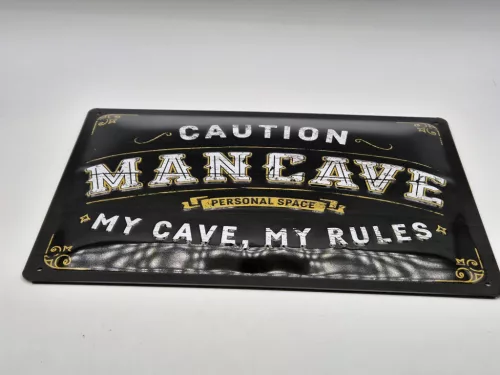 CAUTION
MANCAVE
PERSONAL SPACE
MY CAVE, MY RULES